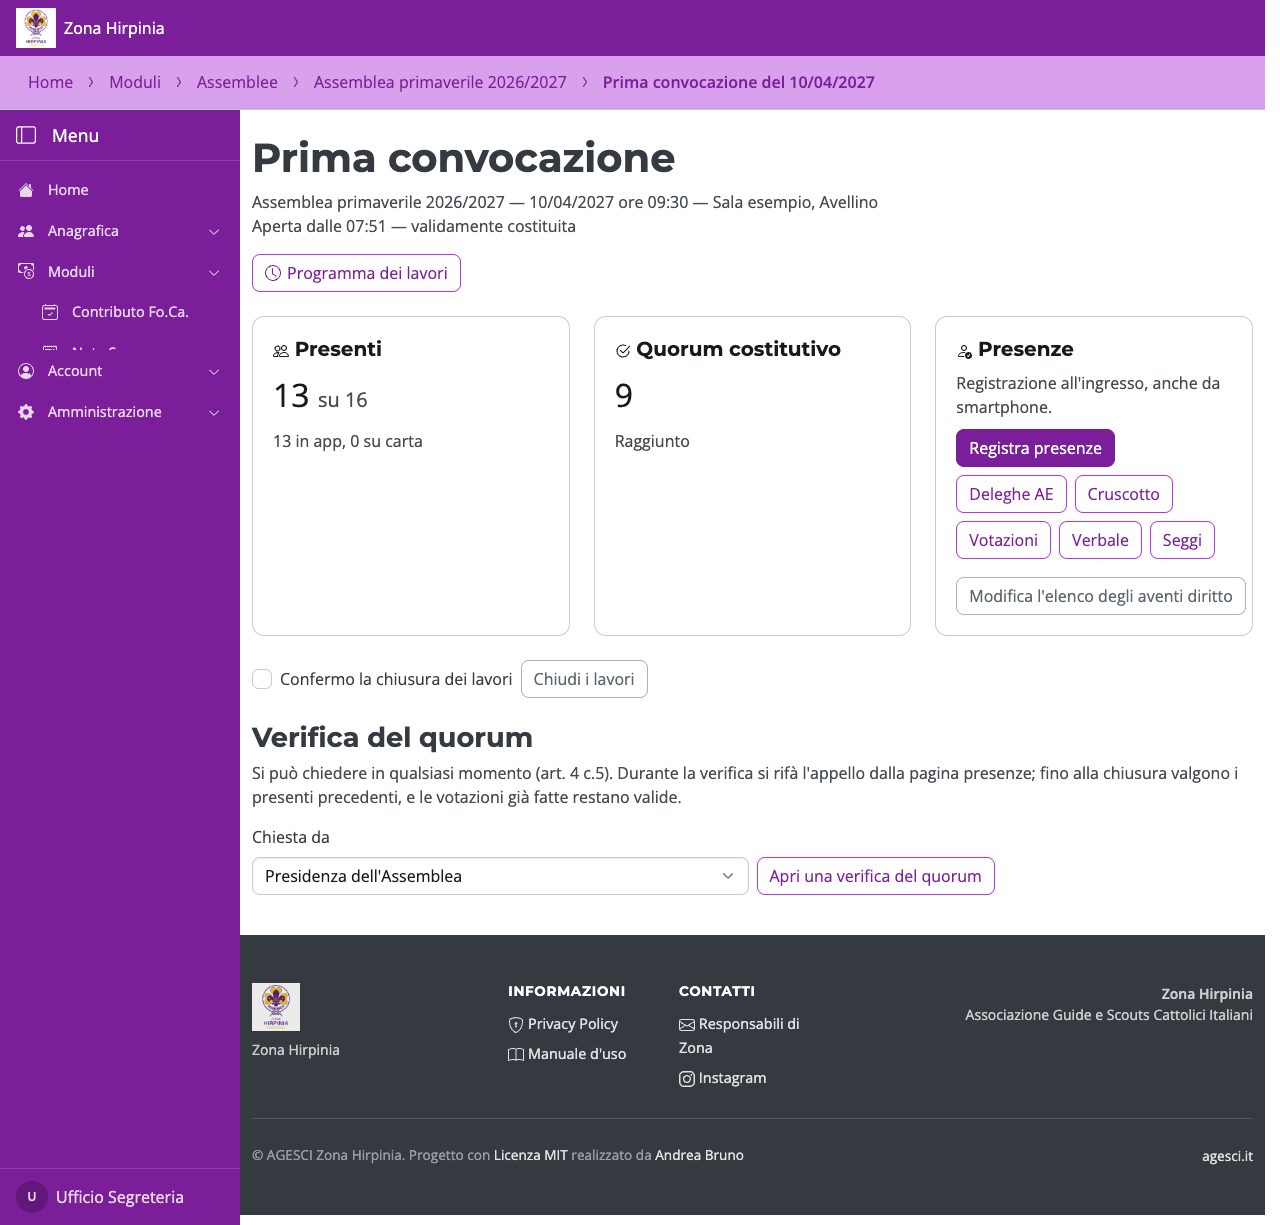 Zona Hirpinia
Home > Moduli > Assemblee > Assemblea primaverile 2026/2027 > Prima convocazione del 10/04/2027
Menu
Home
Anagrafica
Moduli
Contributo Fo.Ca.
Account
Amministrazione
Ufficio Segreteria
U
Prima convocazione
Assemblea primaverile 2026/2027 — 10/04/2027 ore 09:30 — Sala esempio, Avellino
Aperta dalle 07:51 — validamente costituita
Programma dei lavori
Presenti
13 su 16
13 in app, 0 su carta
Quorum costitutivo
9
Raggiunto
Presenze
Registrazione all'ingresso, anche da
smartphone.
Registra presenze
Deleghe AE
Cruscotto
Votazioni
Verbale
Seggi
Modifica l'elenco degli aventi diritto
Confermo la chiusura dei lavori
Chiudi i lavori
Verifica del quorum
Si può chiedere in qualsiasi momento (art. 4 c.5). Durante la verifica si rifà l'appello dalla pagina presenze; fino alla chiusura valgono i
presenti precedenti, e le votazioni già fatte restano valide.
Chiesta da
Presidenza dell'Assemblea
Apri una verifica del quorum
HIRPINIA
Zona Hirpinia
INFORMAZIONI
Privacy Policy
Manuale d'uso
CONTATTI
Responsabili di
Zona
Instagram
Zona Hirpinia
Associazione Guide e Scouts Cattolici Italiani
© AGESCI Zona Hirpinia. Progetto con Licenza MIT realizzato da Andrea Bruno
agesci.it